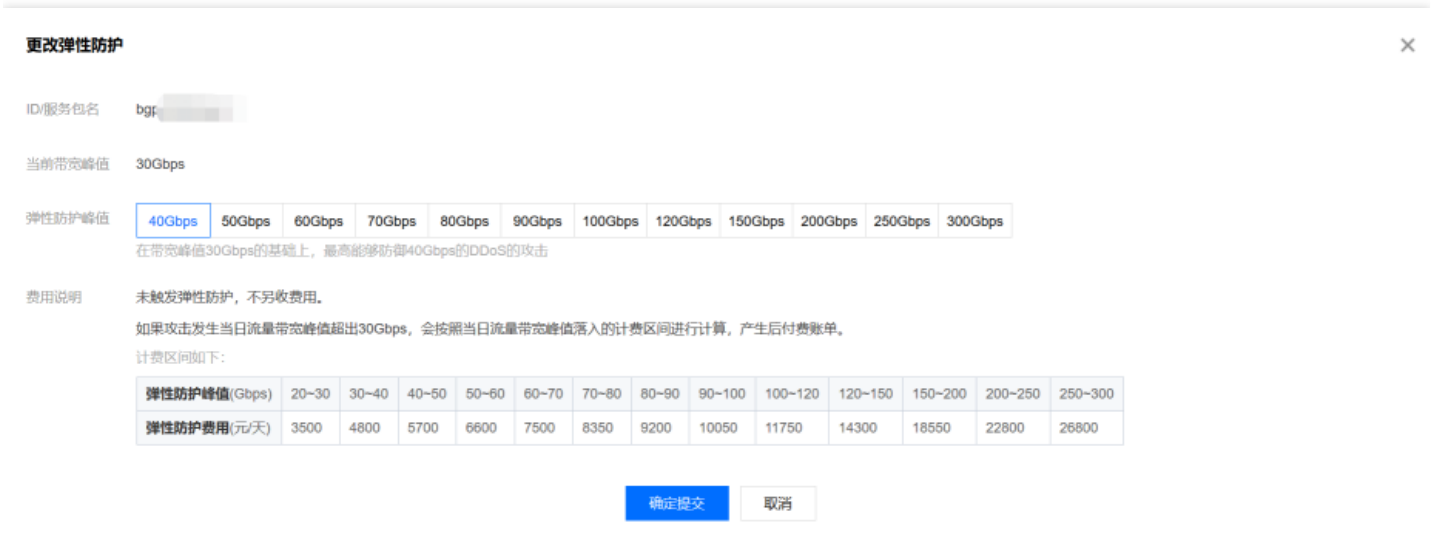 更改弹性防护
ID/服务包名 bgp
当前带宽峰值 30Gbps
弹性防护峰值 40Gbps 50Gbps 60Gbps 70Gbps 80Gbps 90Gbps 100Gbps 120Gbps 150Gbps 200Gbps 250Gbps 300Gbps
在带宽峰值30Gbps的基础上，最高能够防御40Gbps的DDoS的攻击
费用说明 未触发弹性防护，不另收费用。
如果攻击发生当日流量带宽峰值超出30Gbps，会按照当日流量带宽峰值落入的计费区间进行计算，产生后付费账单。
计费区间如下：
弹性防护峰值(Gbps) 20~30 30~40 40~50 50~60 60~70 70~80 80~90 90~100 100~120 120~150 150~200 200~250 250~300
弹性防护费用(元/天) 3500 4800 5700 6600 7500 8350 9200 10050 11750 14300 18550 22800 26800
确定提交 取消